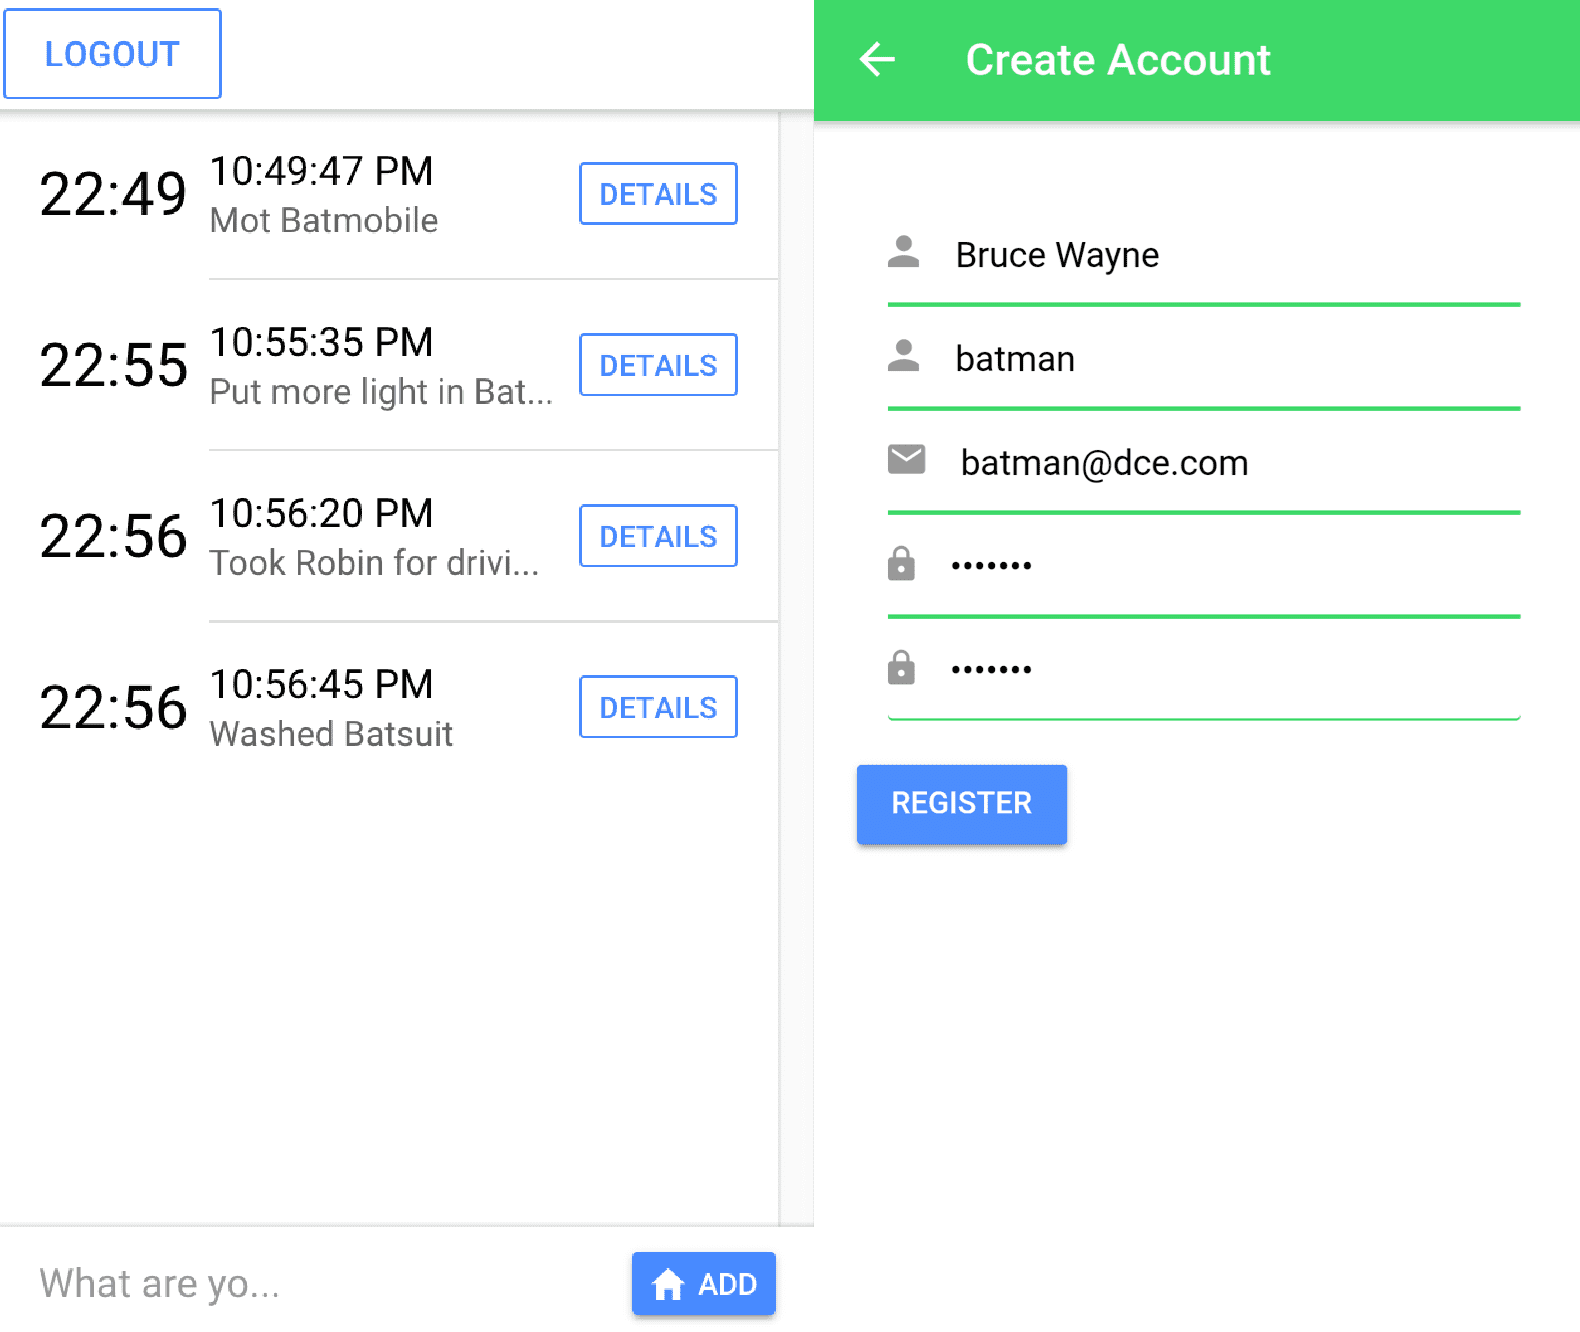 LOGOUT
22:49
10:49:47 PM
Mot Batmobile
DETAILS
22:55
10:55:35 PM
Put more light in Bat...
DETAILS
22:56
10:56:20 PM
Took Robin for drivi...
DETAILS
22:56
10:56:45 PM
Washed Batsuit
DETAILS
What are yo...
ADD
Create Account
Bruce Wayne
batman
batman@dce.com
•••••••
•••••••
REGISTER